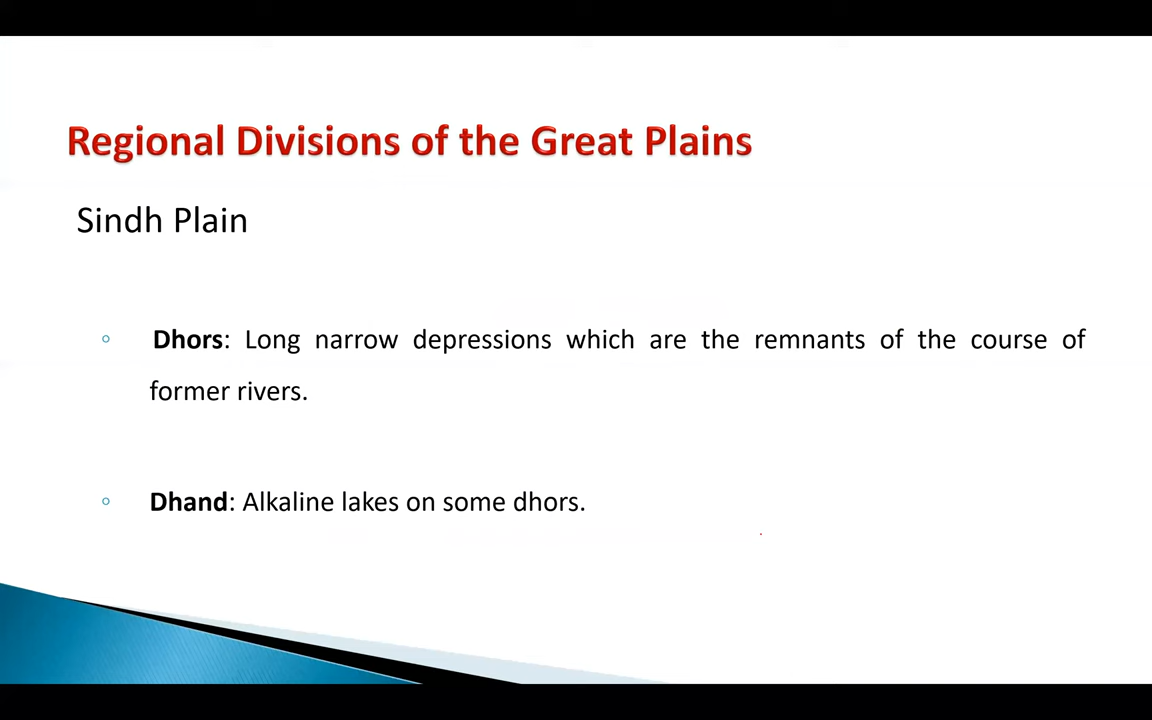 Regional Divisions of the Great Plains
Sindh Plain
◦ Dhors: Long narrow depressions which are the remnants of the course of
former rivers.
◦ Dhand: Alkaline lakes on some dhors.